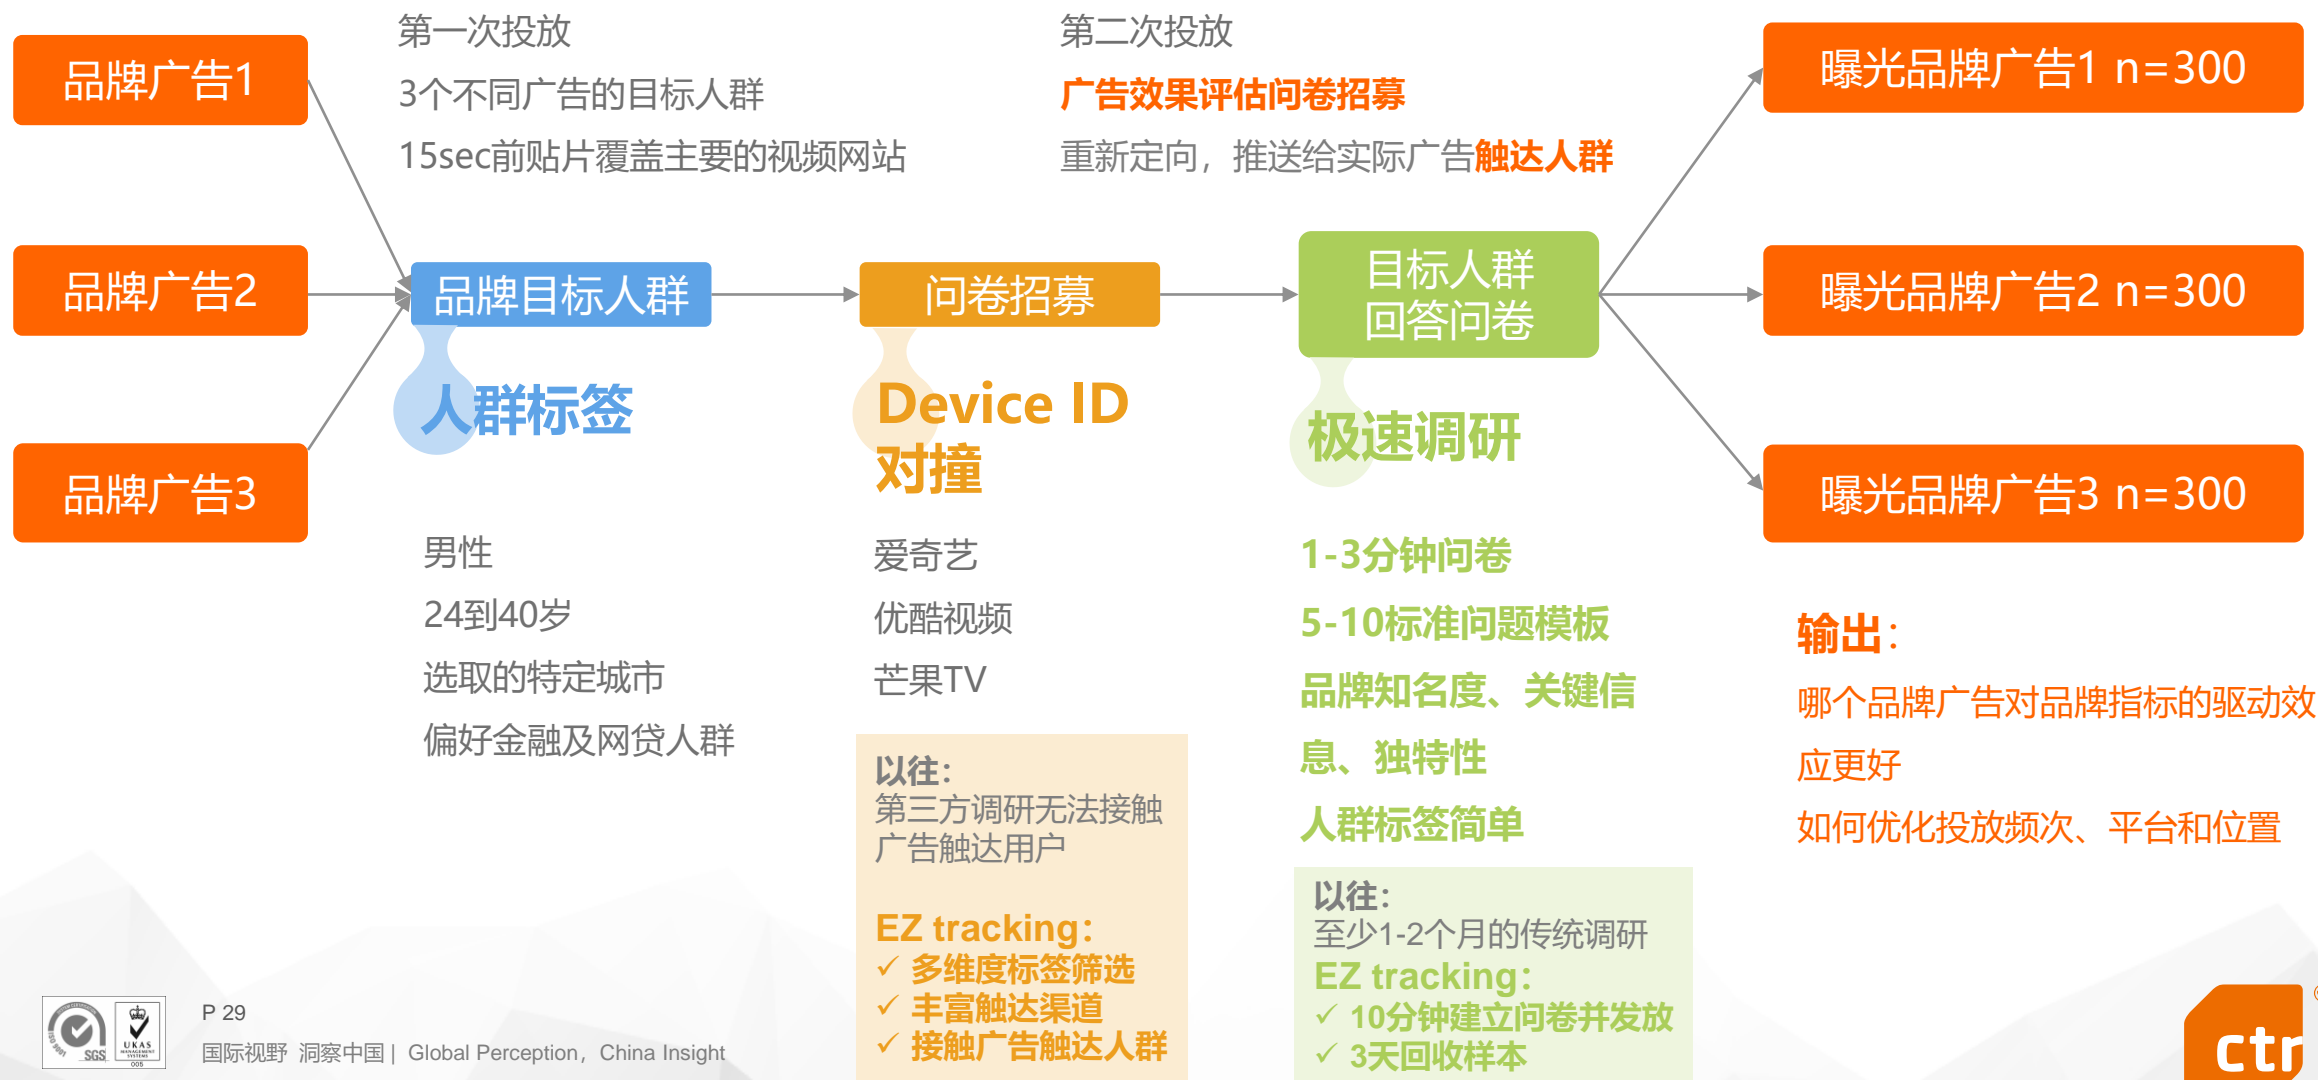 第一次投放
3个不同广告的目标人群
15sec前贴片覆盖主要的视频网站
第二次投放
广告效果评估问卷招募
重新定向，推送给实际广告触达人群
品牌广告1
品牌广告2
品牌广告3
品牌目标人群
人群标签
男性
24到40岁
选取的特定城市
偏好金融及网贷人群
问卷招募
Device ID
对撞
爱奇艺
优酷视频
芒果TV
以往：
第三方调研无法接触
广告触达用户
EZ tracking：
✓ 多维度标签筛选
✓ 丰富触达渠道
✓ 接触广告触达人群
目标人群
回答问卷
极速调研
1-3分钟问卷
5-10标准问题模板
品牌知名度、关键信
息、独特性
人群标签简单
以往：
至少1-2个月的传统调研
EZ tracking：
✓ 10分钟建立问卷并发放
✓ 3天回收样本
曝光品牌广告1 n=300
曝光品牌广告2 n=300
曝光品牌广告3 n=300
输出：
哪个品牌广告对品牌指标的驱动效
应更好
如何优化投放频次、平台和位置
SGS
UKAS
MANAGEMENT
SYSTEMS
005
P 29
国际视野 洞察中国 | Global Perception，China Insight
ctr